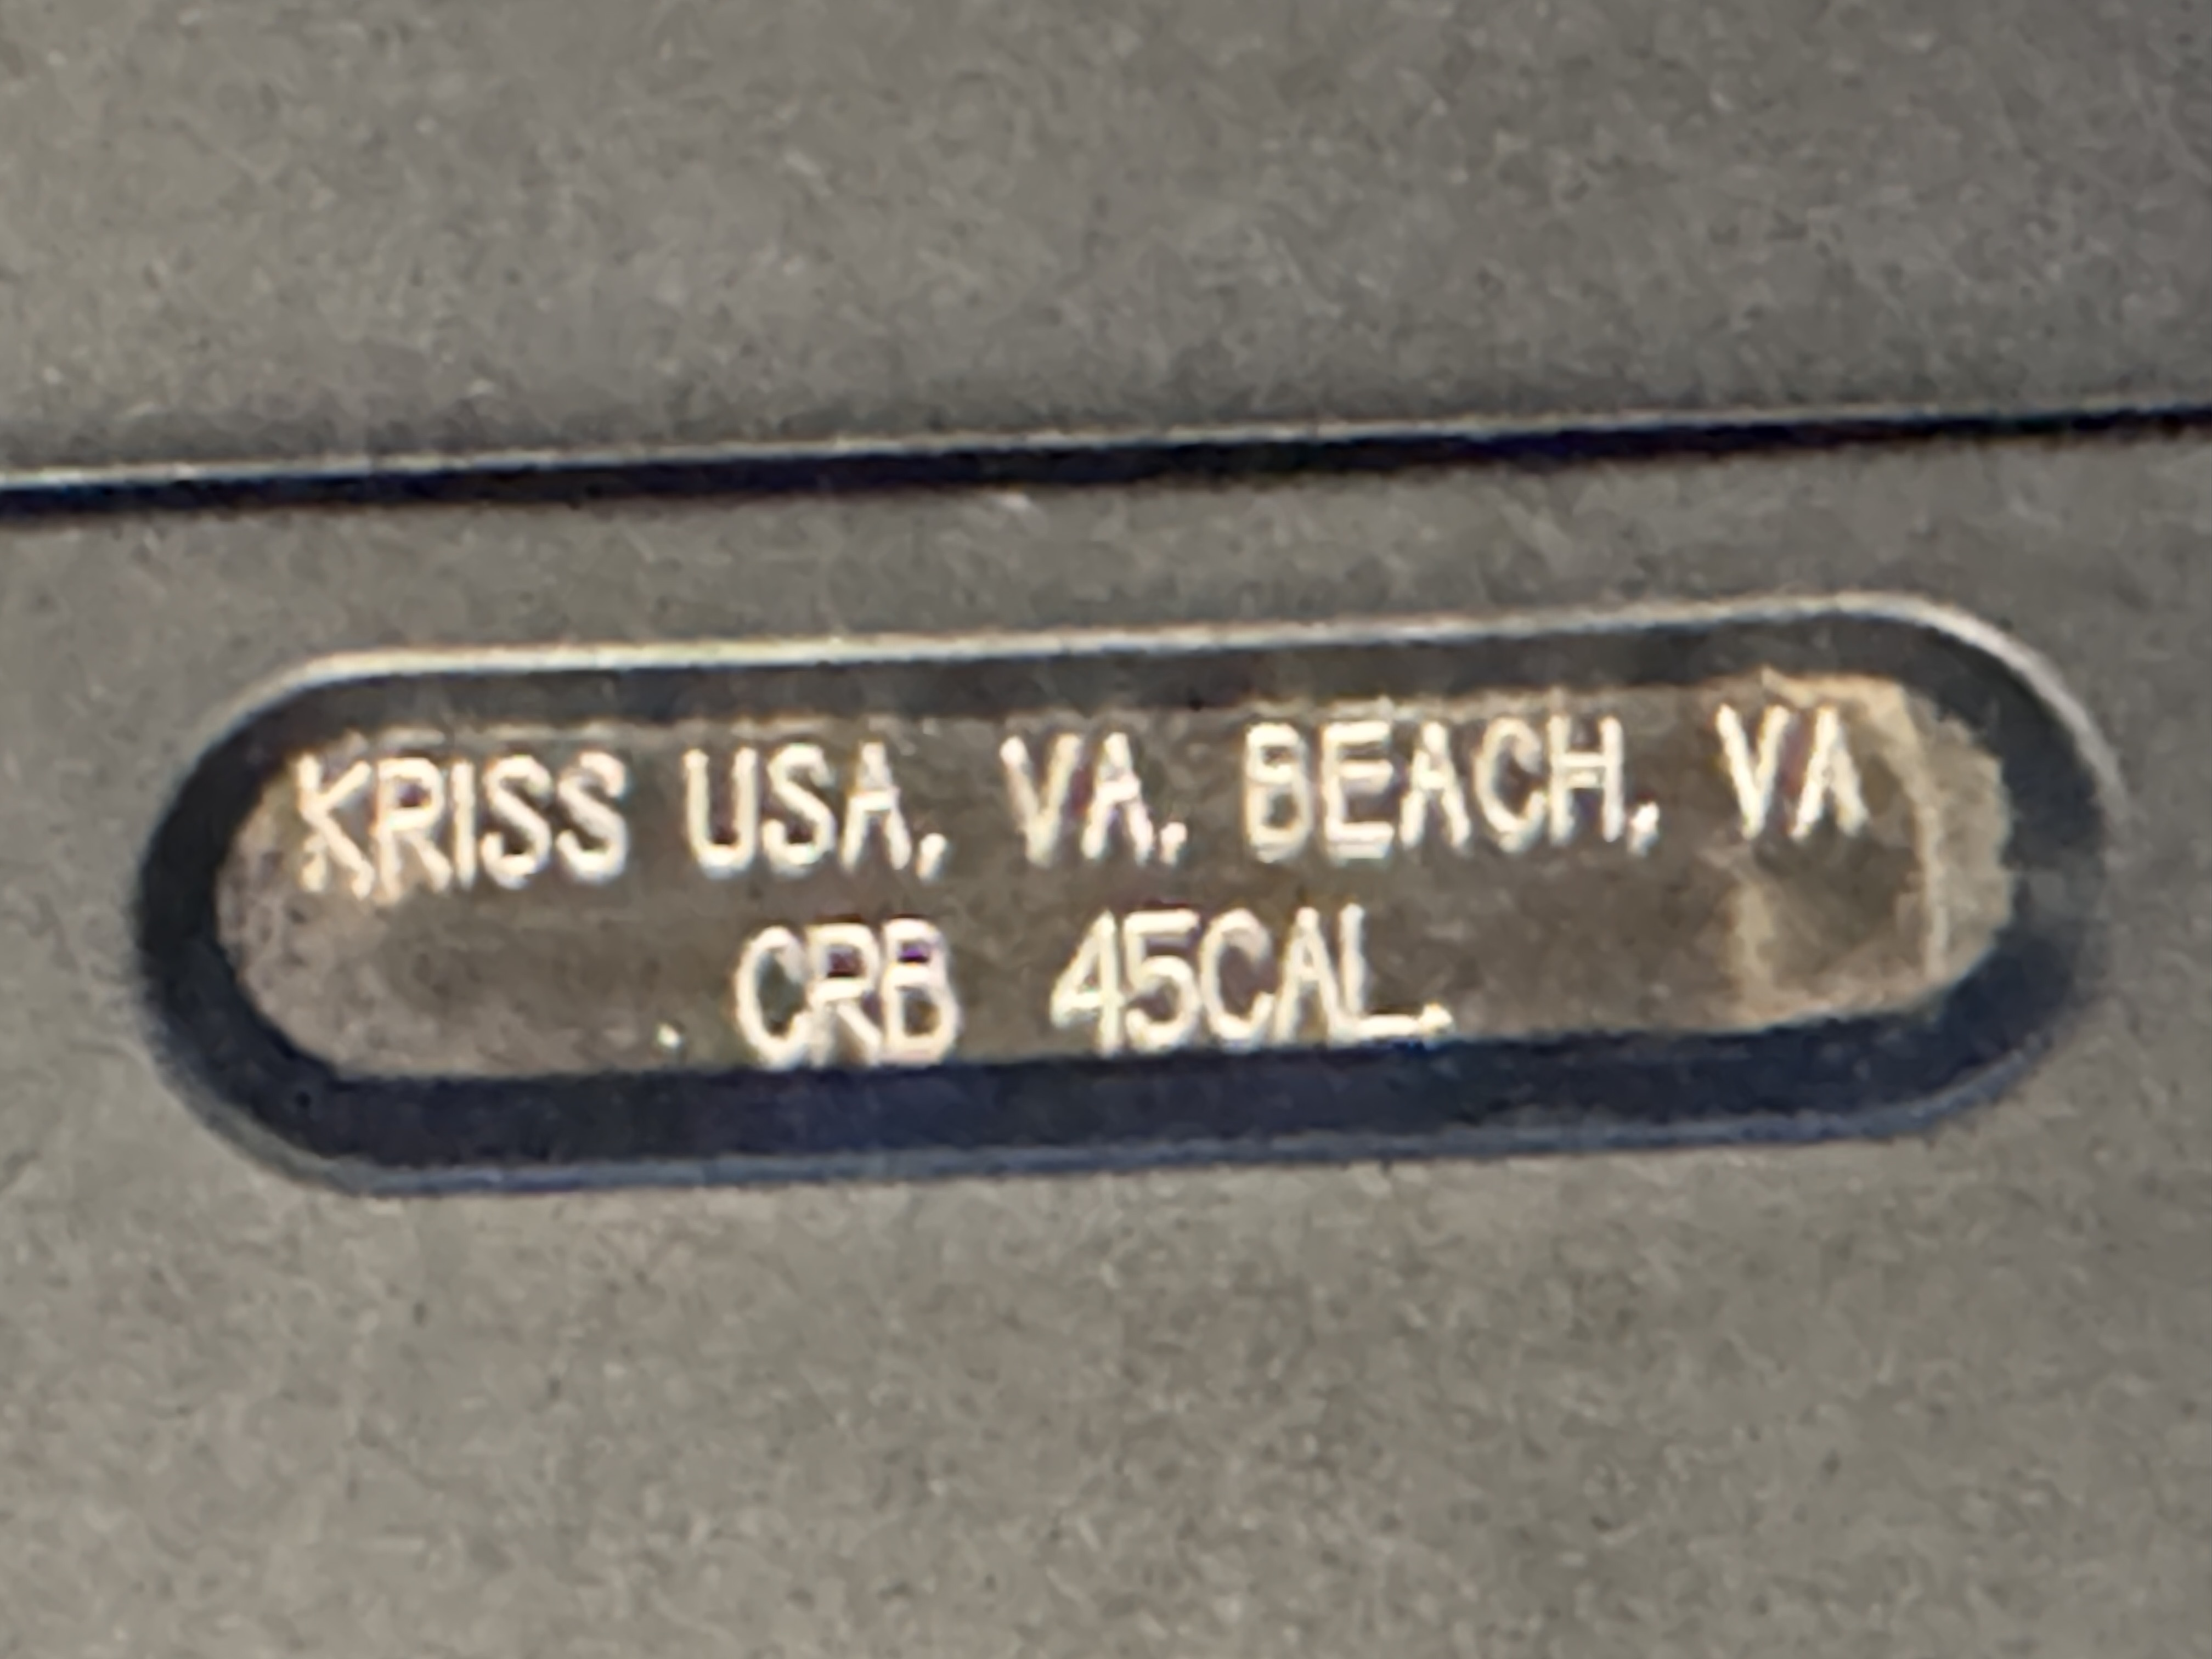 KRISS USA, VA. BEACH, VA
CRB 45CAL.